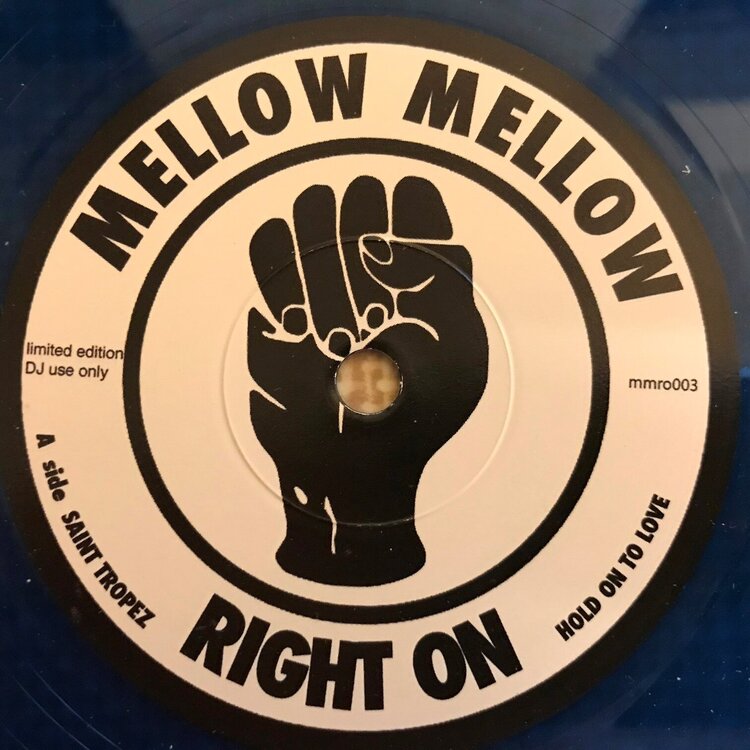 MELLOW MELLOW
limited edition
DJ use only
mmro003
A side SAINT TROPEZ
HOLD ON TO LOVE
RIGHT ON